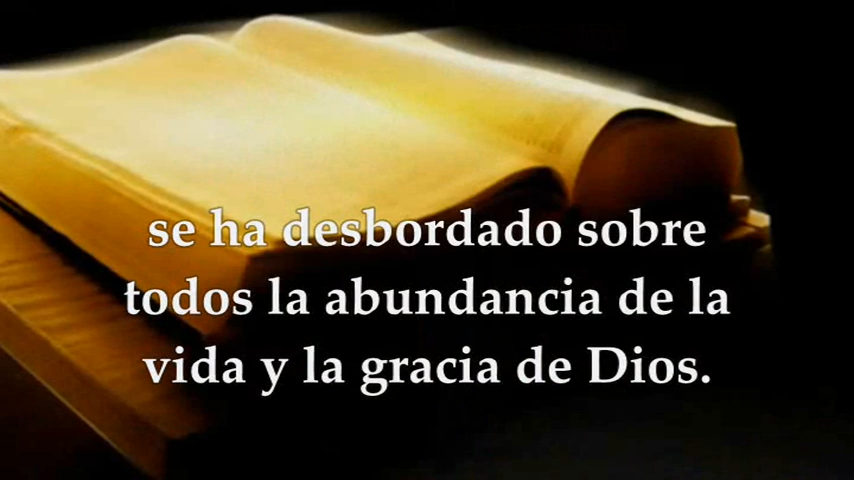 se ha desbordado sobre
todos la abundancia de la
vida y la gracia de Dios.